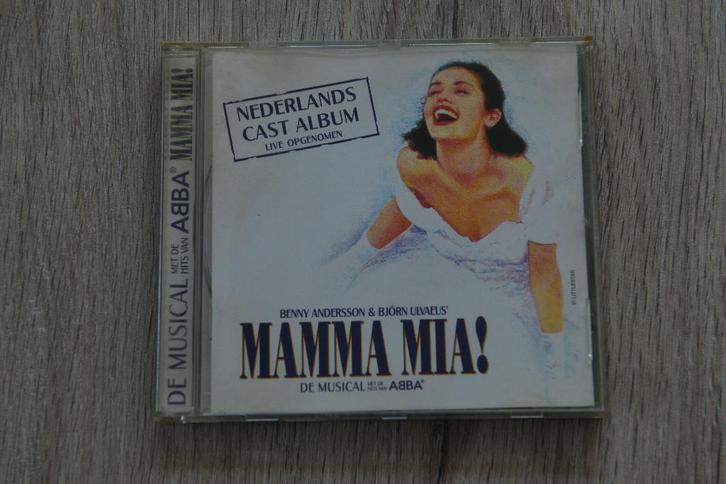 DE MUSICAL MET DE HITS VAN ABBA® MAMMA MIA!
NEDERLANDS
CAST ALBUM
LIVE OPGENOMEN
© LITTLESTAR
BENNY ANDERSSON & BJÖRN ULVAEUS'
MAMMA MIA!
DE MUSICAL MET DE HITS VAN ABBA®